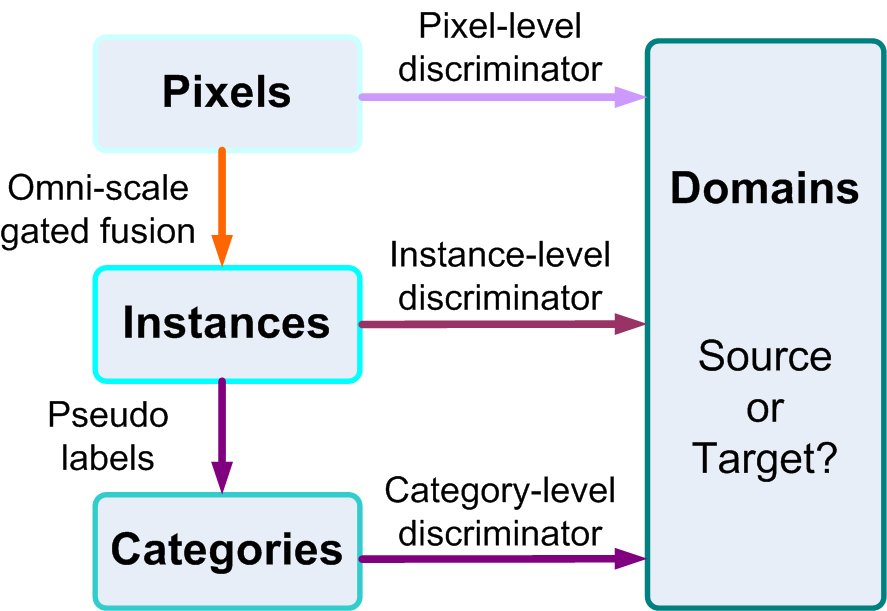 Pixel-level
discriminator
Pixels
Domains
Omni-scale
gated fusion
Instance-level
discriminator
Instances
Source
or
Target?
Pseudo
labels
Category-level
discriminator
Categories